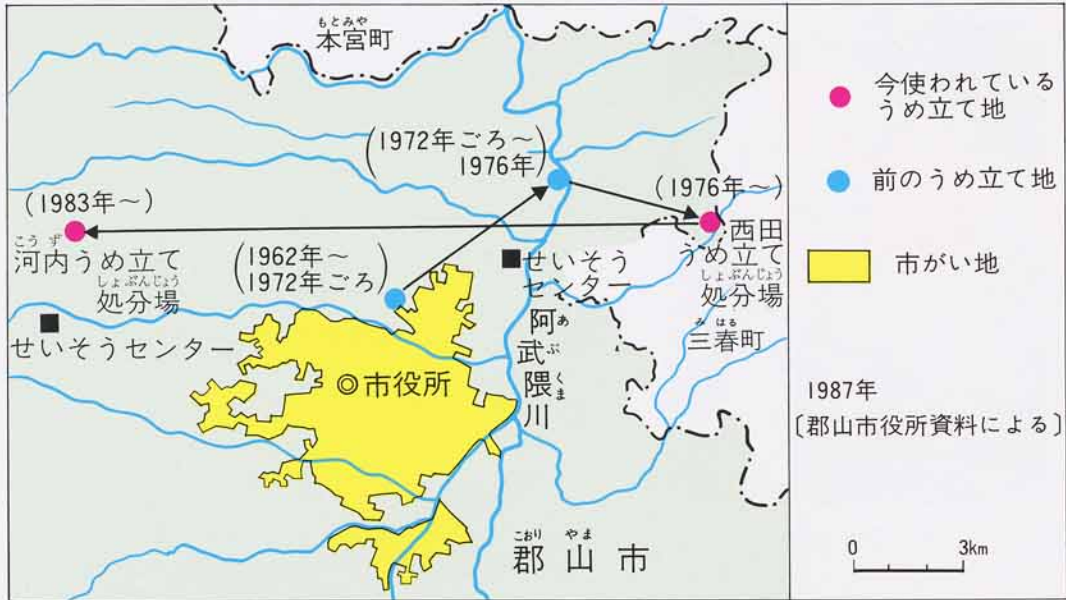 もとみや
本宮町
(1972年ごろ〜
1976年)
(1976年〜)
(1983年〜)
こうず
河内うめ立て
しょぶんじょう
処分場
(1962年〜
1972年ごろ)
せいそう
センター
西田
うめ立て
しょぶんじょう
処分場
みはる
三春町
せいそうセンター
◎市役所
あぶくま
阿武隈川
こおりやま
郡山市
今使われている
うめ立て地
前のうめ立て地
市がい地
1987年
〔郡山市役所資料による〕
0 3km